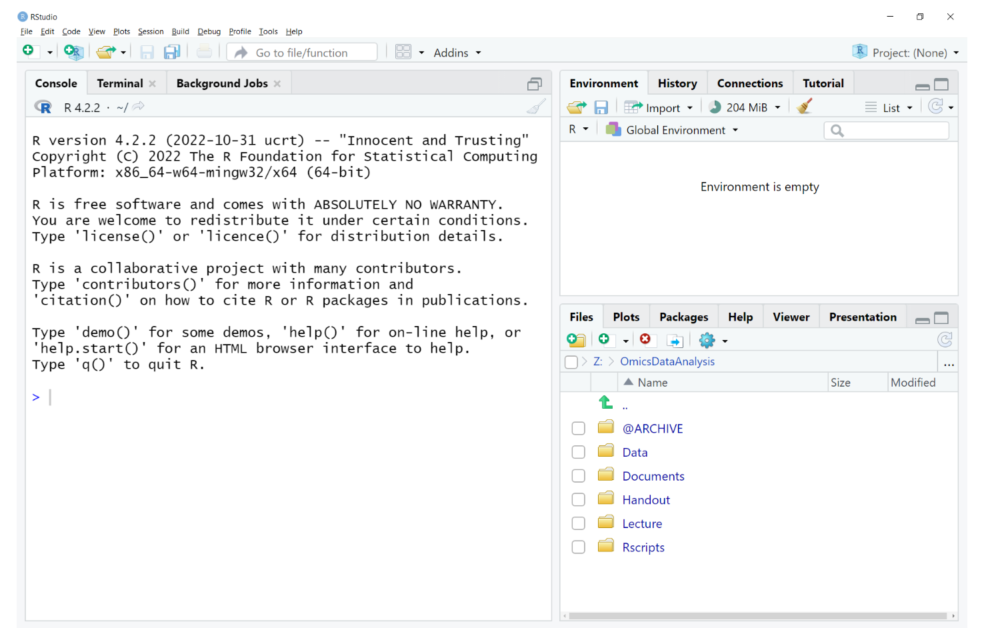 RStudio
File Edit Code View Plots Session Build Debug Profile Tools Help
Go to file/function Addins Project: (None)
Console Terminal Background Jobs
R 4.2.2 · ~/
R version 4.2.2 (2022-10-31 ucrt) -- "Innocent and Trusting"
Copyright (C) 2022 The R Foundation for Statistical Computing
Platform: x86_64-w64-mingw32/x64 (64-bit)
R is free software and comes with ABSOLUTELY NO WARRANTY.
You are welcome to redistribute it under certain conditions.
Type 'license()' or 'licence()' for distribution details.
R is a collaborative project with many contributors.
Type 'contributors()' for more information and
'citation()' on how to cite R or R packages in publications.
Type 'demo()' for some demos, 'help()' for on-line help, or
'help.start()' for an HTML browser interface to help.
Type 'q()' to quit R.
>
Environment History Connections Tutorial
Import 204 MiB List
R Global Environment
Environment is empty
Files Plots Packages Help Viewer Presentation
Z: OmicsDataAnalysis ...
Name Size Modified
..
@ARCHIVE
Data
Documents
Handout
Lecture
Rscripts